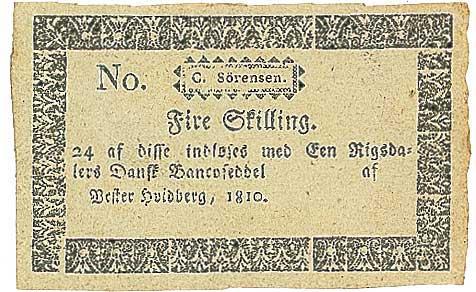 No. C. Sörensen.
Fire Skilling.
24 af disse indløses med Een Rigsda-
lers Dansk Bancoseddel af
Vester Hvidberg, 1810.